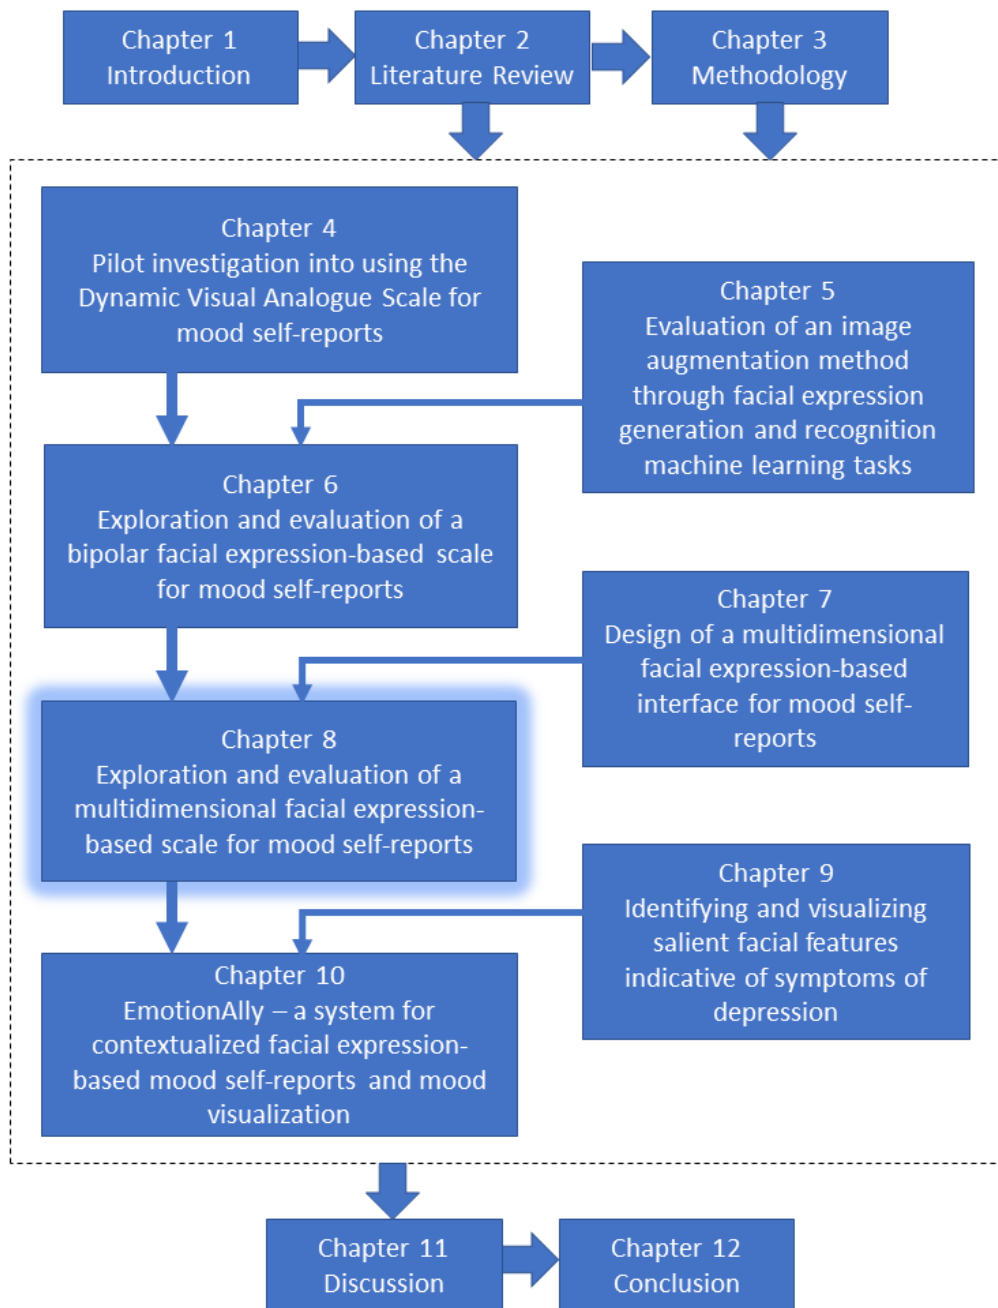 Chapter 1
Introduction
Chapter 2
Literature Review
Chapter 3
Methodology
Chapter 4
Pilot investigation into using the
Dynamic Visual Analogue Scale for
mood self-reports
Chapter 5
Evaluation of an image
augmentation method
through facial expression
generation and recognition
machine learning tasks
Chapter 6
Exploration and evaluation of a
bipolar facial expression-based scale
for mood self-reports
Chapter 7
Design of a multidimensional
facial expression-based
interface for mood self-
reports
Chapter 8
Exploration and evaluation of a
multidimensional facial expression-
based scale for mood self-reports
Chapter 9
Identifying and visualizing
salient facial features
indicative of symptoms of
depression
Chapter 10
EmotionAlly – a system for
contextualized facial expression-
based mood self-reports and mood
visualization
Chapter 11
Discussion
Chapter 12
Conclusion